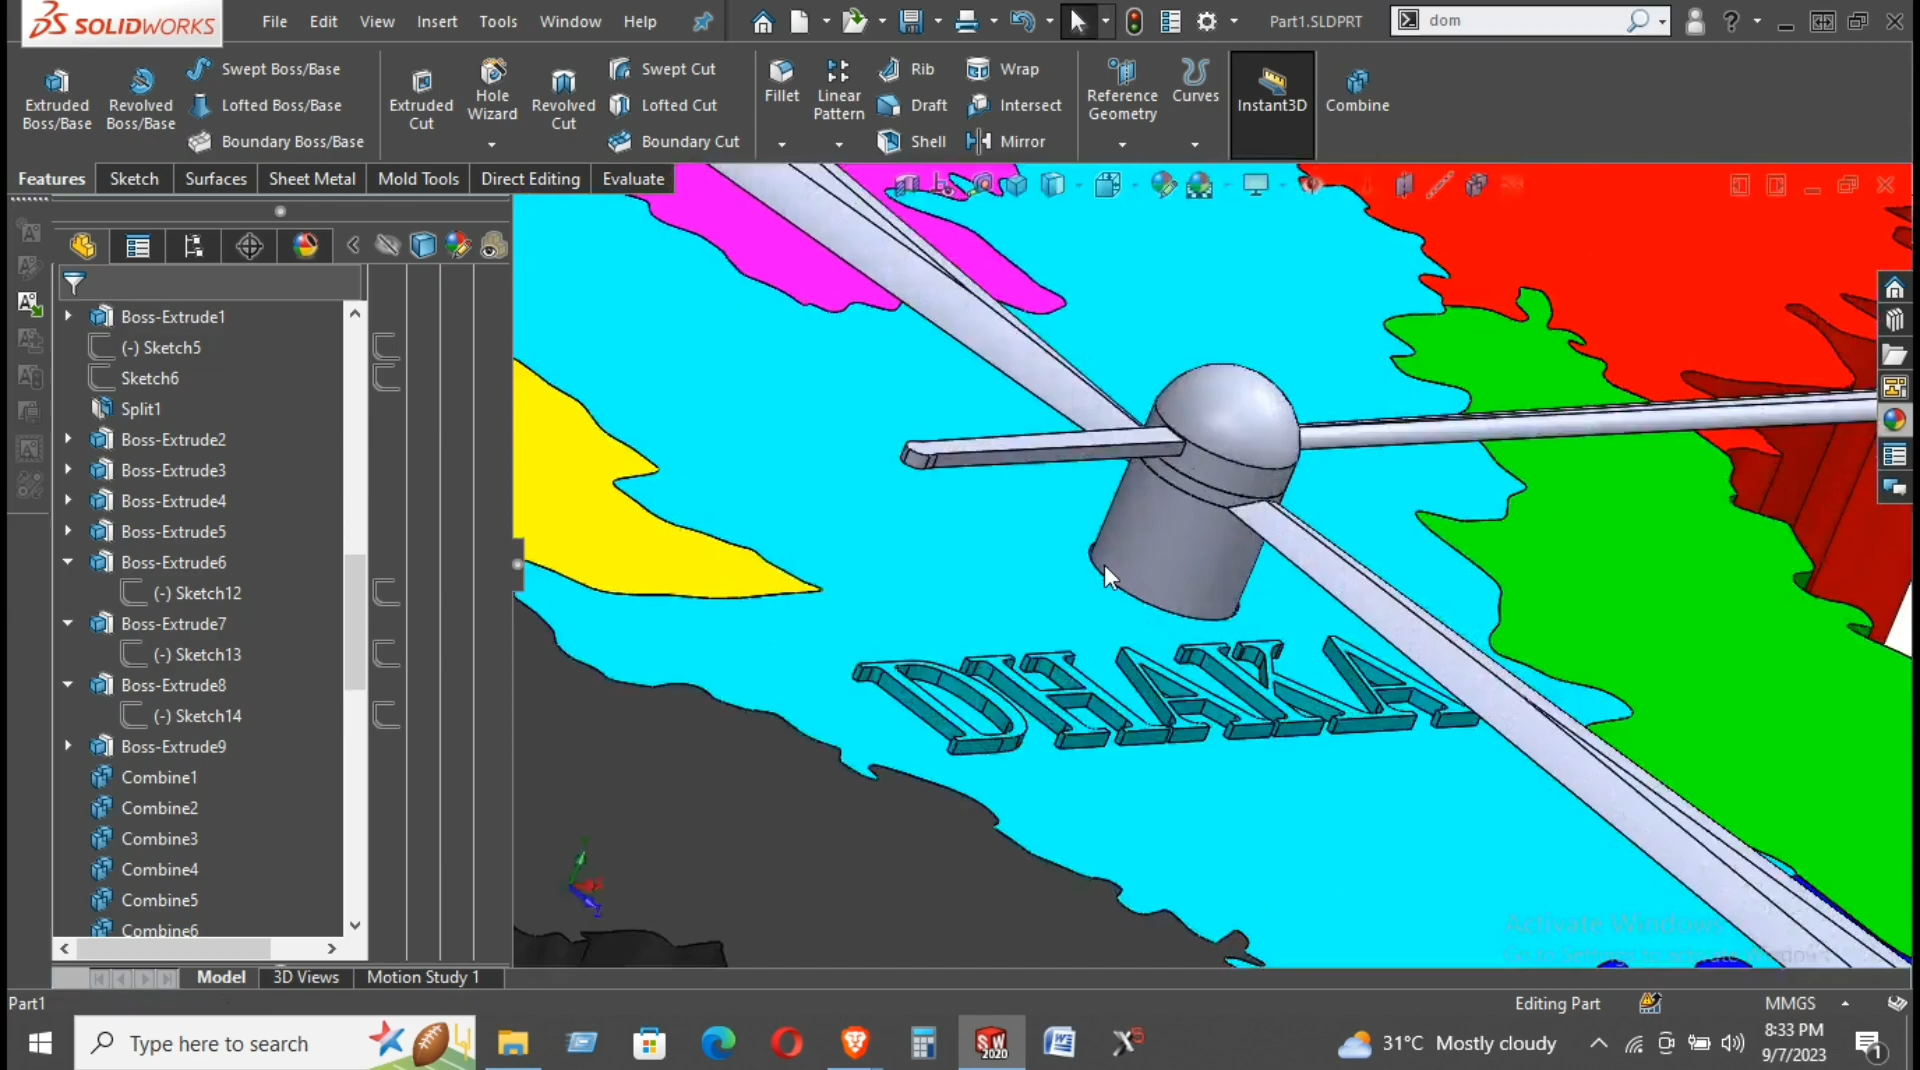 SOLIDWORKS
File Edit View Insert Tools Window Help
Part1.SLDPRT
dom
Extruded Boss/Base
Revolved Boss/Base
Swept Boss/Base
Lofted Boss/Base
Boundary Boss/Base
Extruded Cut
Hole Wizard
Revolved Cut
Swept Cut
Lofted Cut
Boundary Cut
Fillet
Linear Pattern
Rib
Draft
Shell
Wrap
Intersect
Mirror
Reference Geometry
Curves
Instant3D
Combine
Features Sketch Surfaces Sheet Metal Mold Tools Direct Editing Evaluate
Boss-Extrude1
(-) Sketch5
Sketch6
Split1
Boss-Extrude2
Boss-Extrude3
Boss-Extrude4
Boss-Extrude5
Boss-Extrude6
(-) Sketch12
Boss-Extrude7
(-) Sketch13
Boss-Extrude8
(-) Sketch14
Boss-Extrude9
Combine1
Combine2
Combine3
Combine4
Combine5
Combine6
DHAKA
Activate Windows
Model 3D Views Motion Study 1
Part1
Editing Part
MMGS
Type here to search
SW 2020
31°C Mostly cloudy
8:33 PM
9/7/2023
1